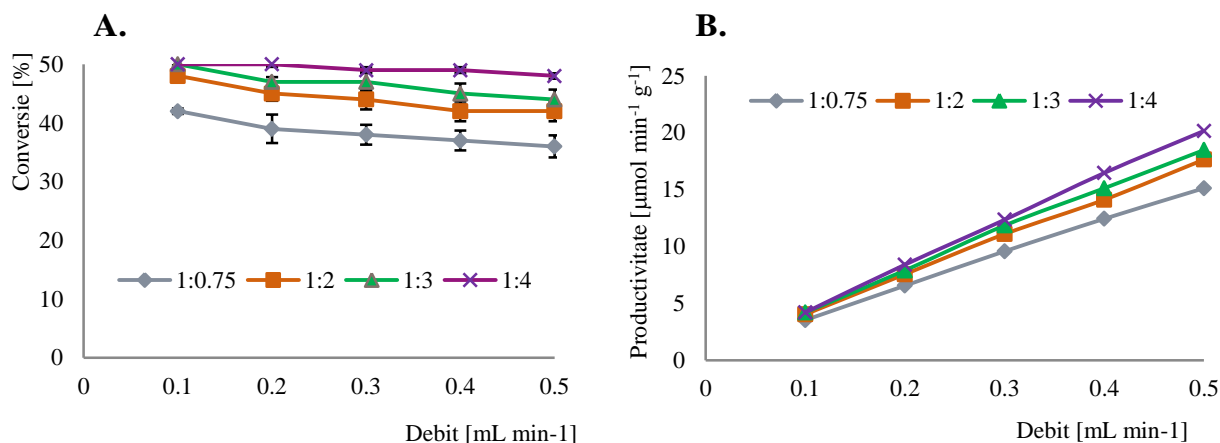 A.
Conversie [%]
50
40
30
20
10
0
1:0.75 1:2 1:3 1:4
0 0.1 0.2 0.3 0.4 0.5
Debit [mL min-1]
B.
Productivitate [µmol min⁻¹ g⁻¹]
25
20
15
10
5
0
1:0.75 1:2 1:3 1:4
0 0.1 0.2 0.3 0.4 0.5
Debit [mL min-1]